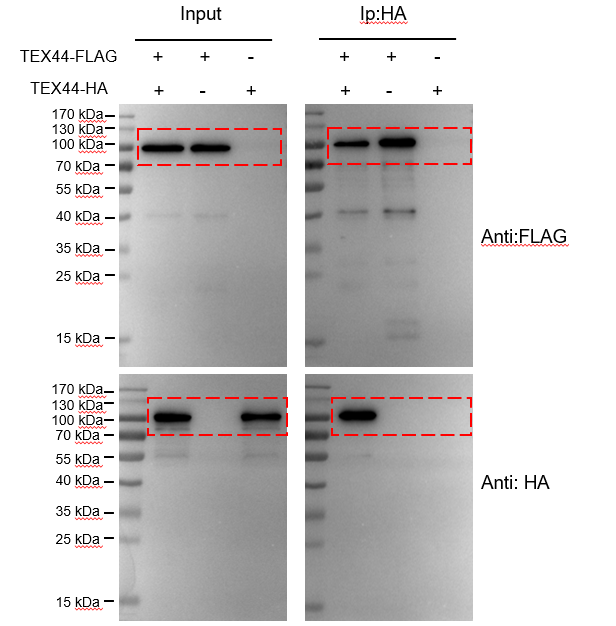 Input Ip:HA
TEX44-FLAG + + - + + -
TEX44-HA + - + + - +
170 kDa
130 kDa
100 kDa
70 kDa
55 kDa
40 kDa
35 kDa
25 kDa
15 kDa
Anti:FLAG
170 kDa
130 kDa
100 kDa
70 kDa
55 kDa
40 kDa
35 kDa
25 kDa
15 kDa
Anti: HA